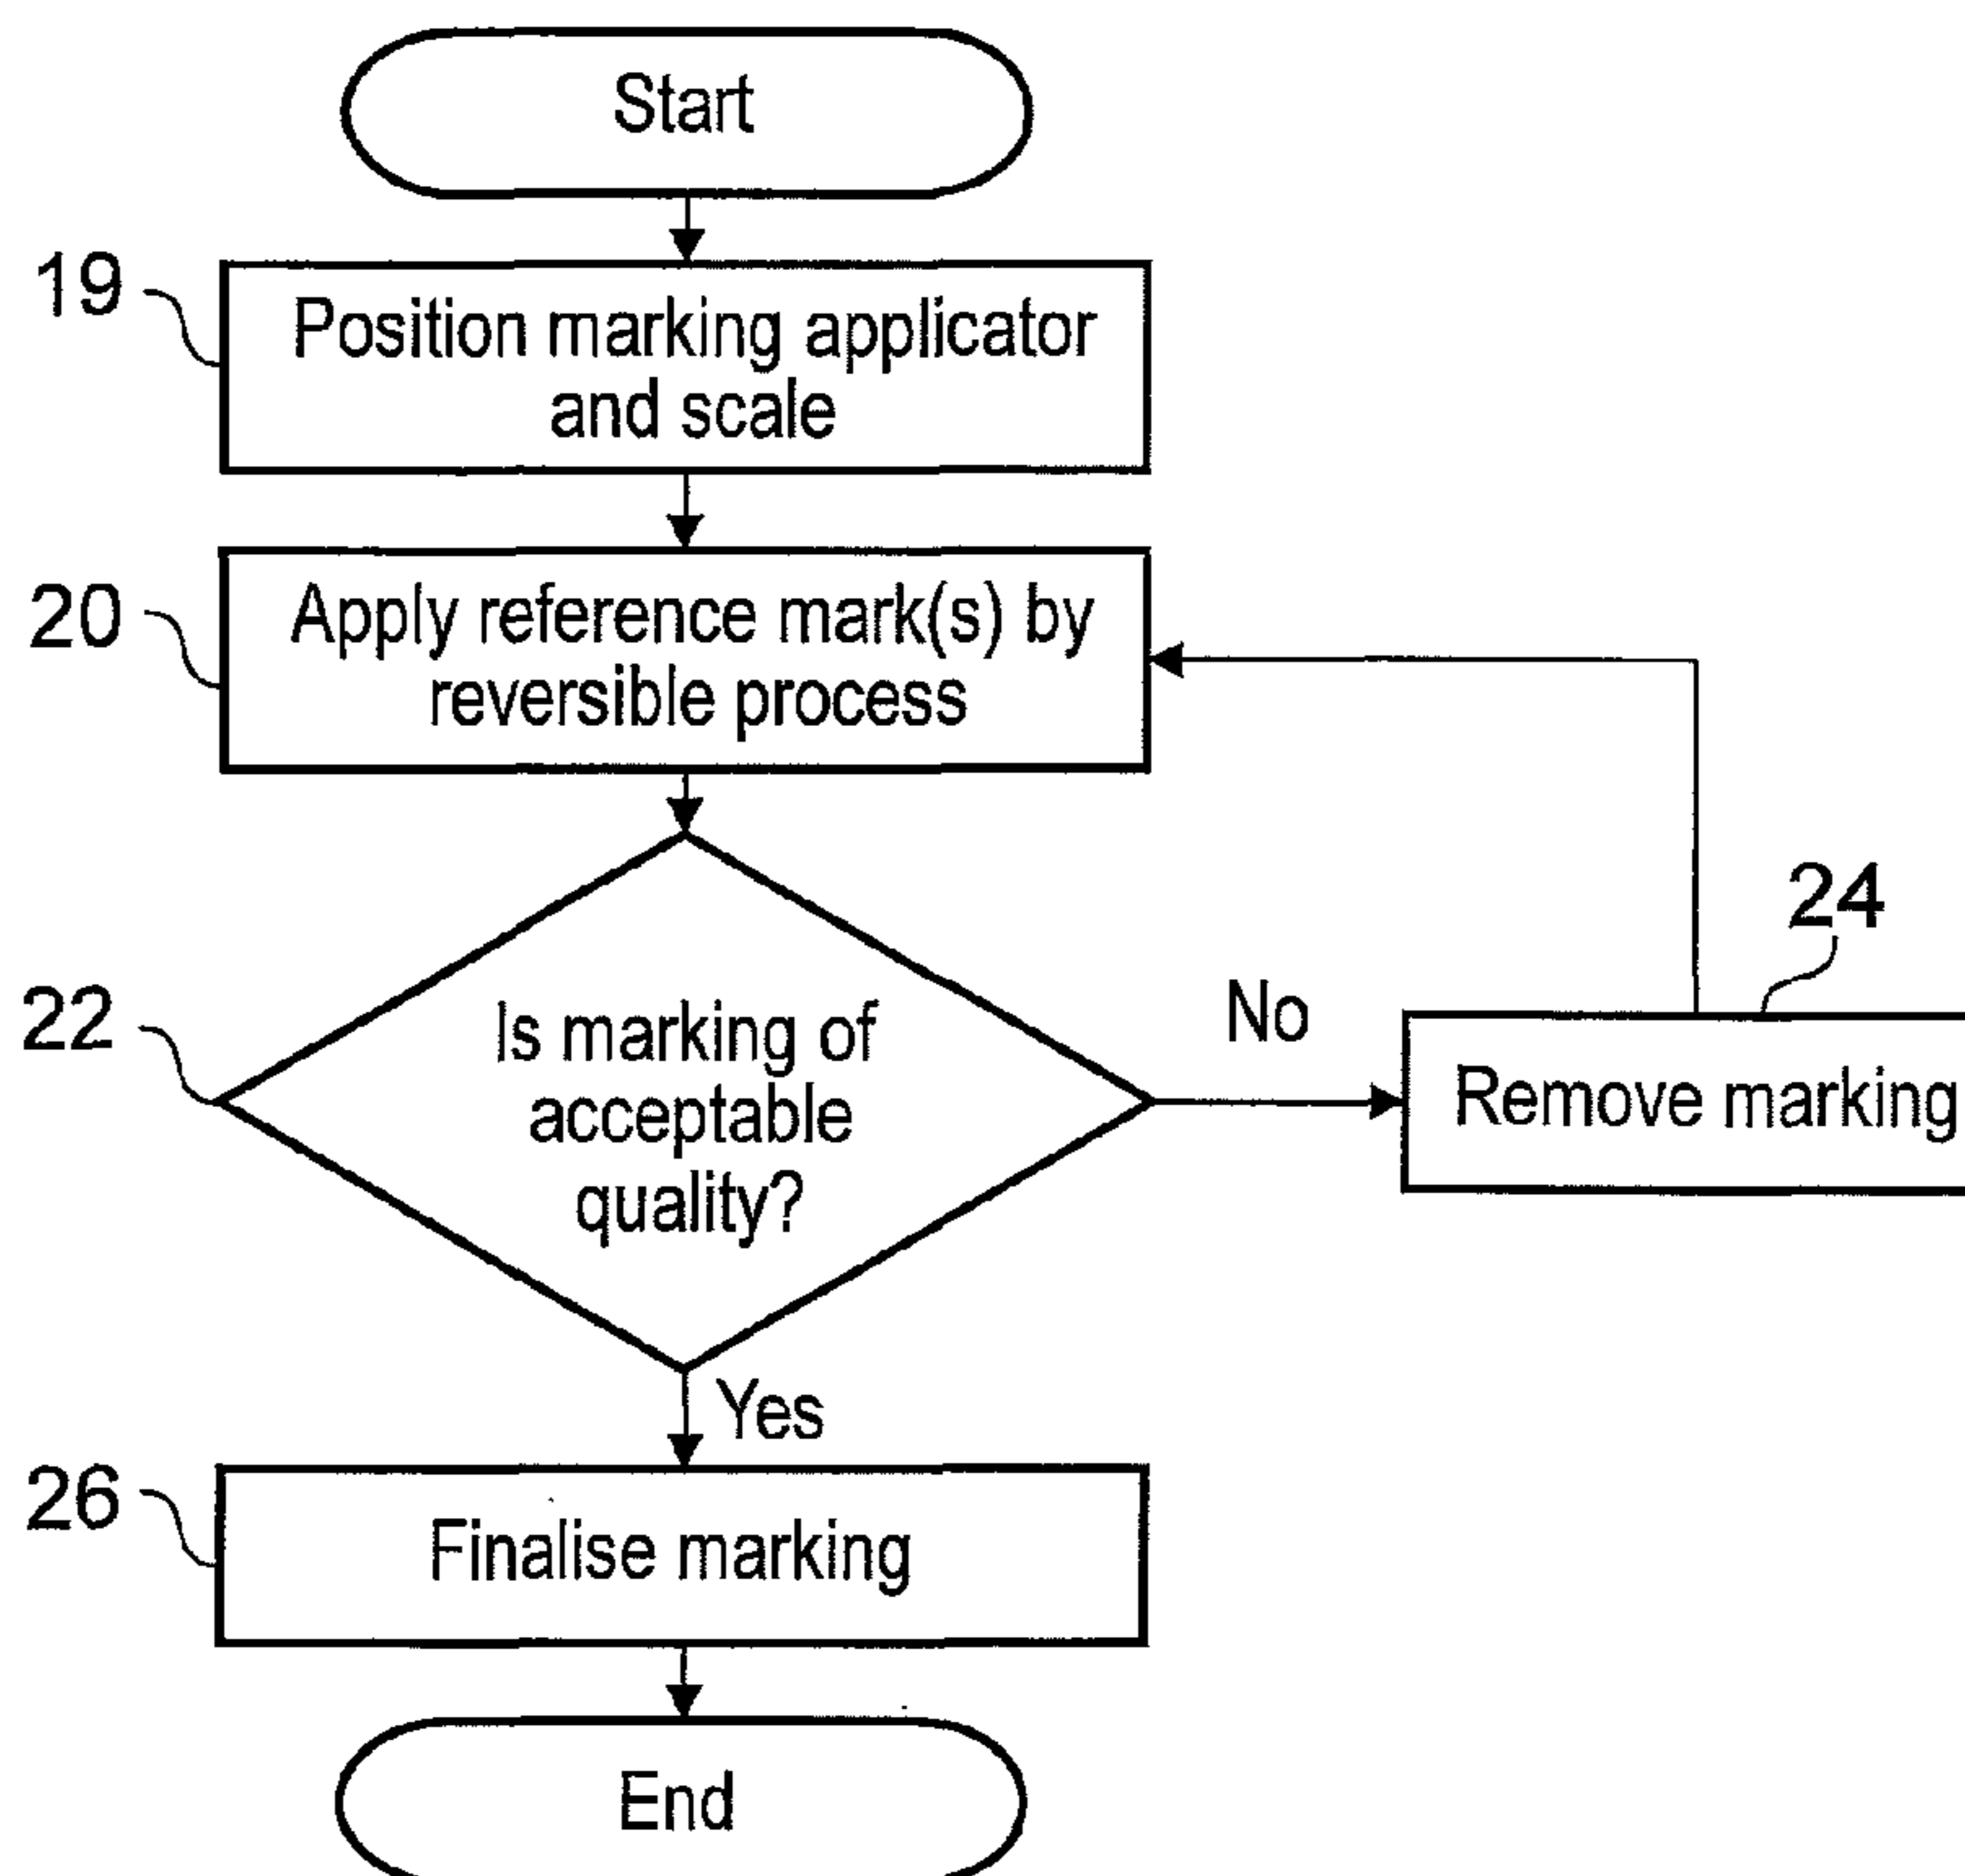 Start
19
Position marking applicator
and scale
20
Apply reference mark(s) by
reversible process
22
Is marking of
acceptable
quality?
No
24
Remove marking
Yes
26
Finalise marking
End